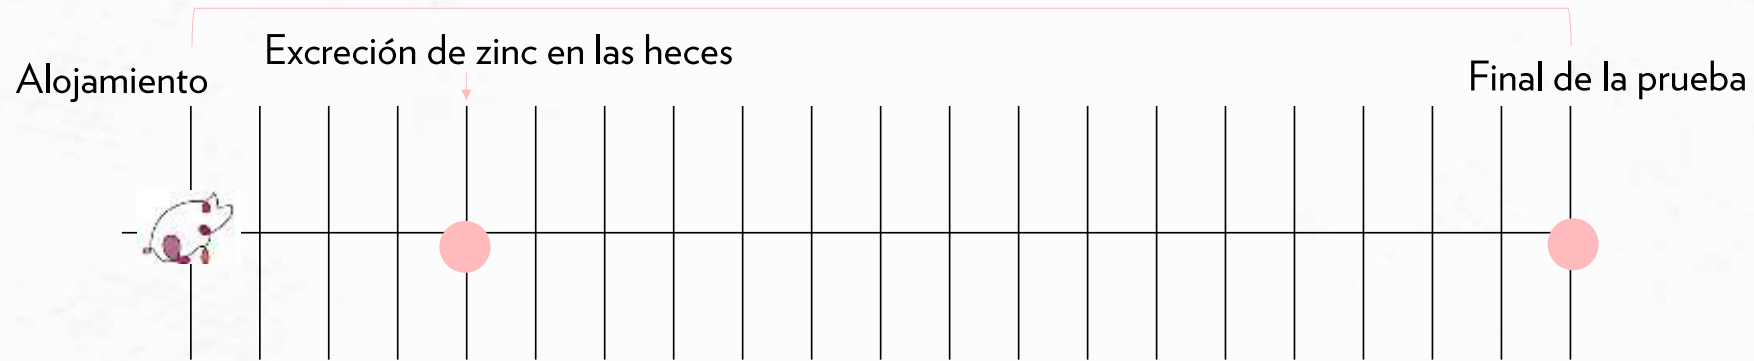 Excreción de zinc en las heces
Alojamiento
Final de la prueba